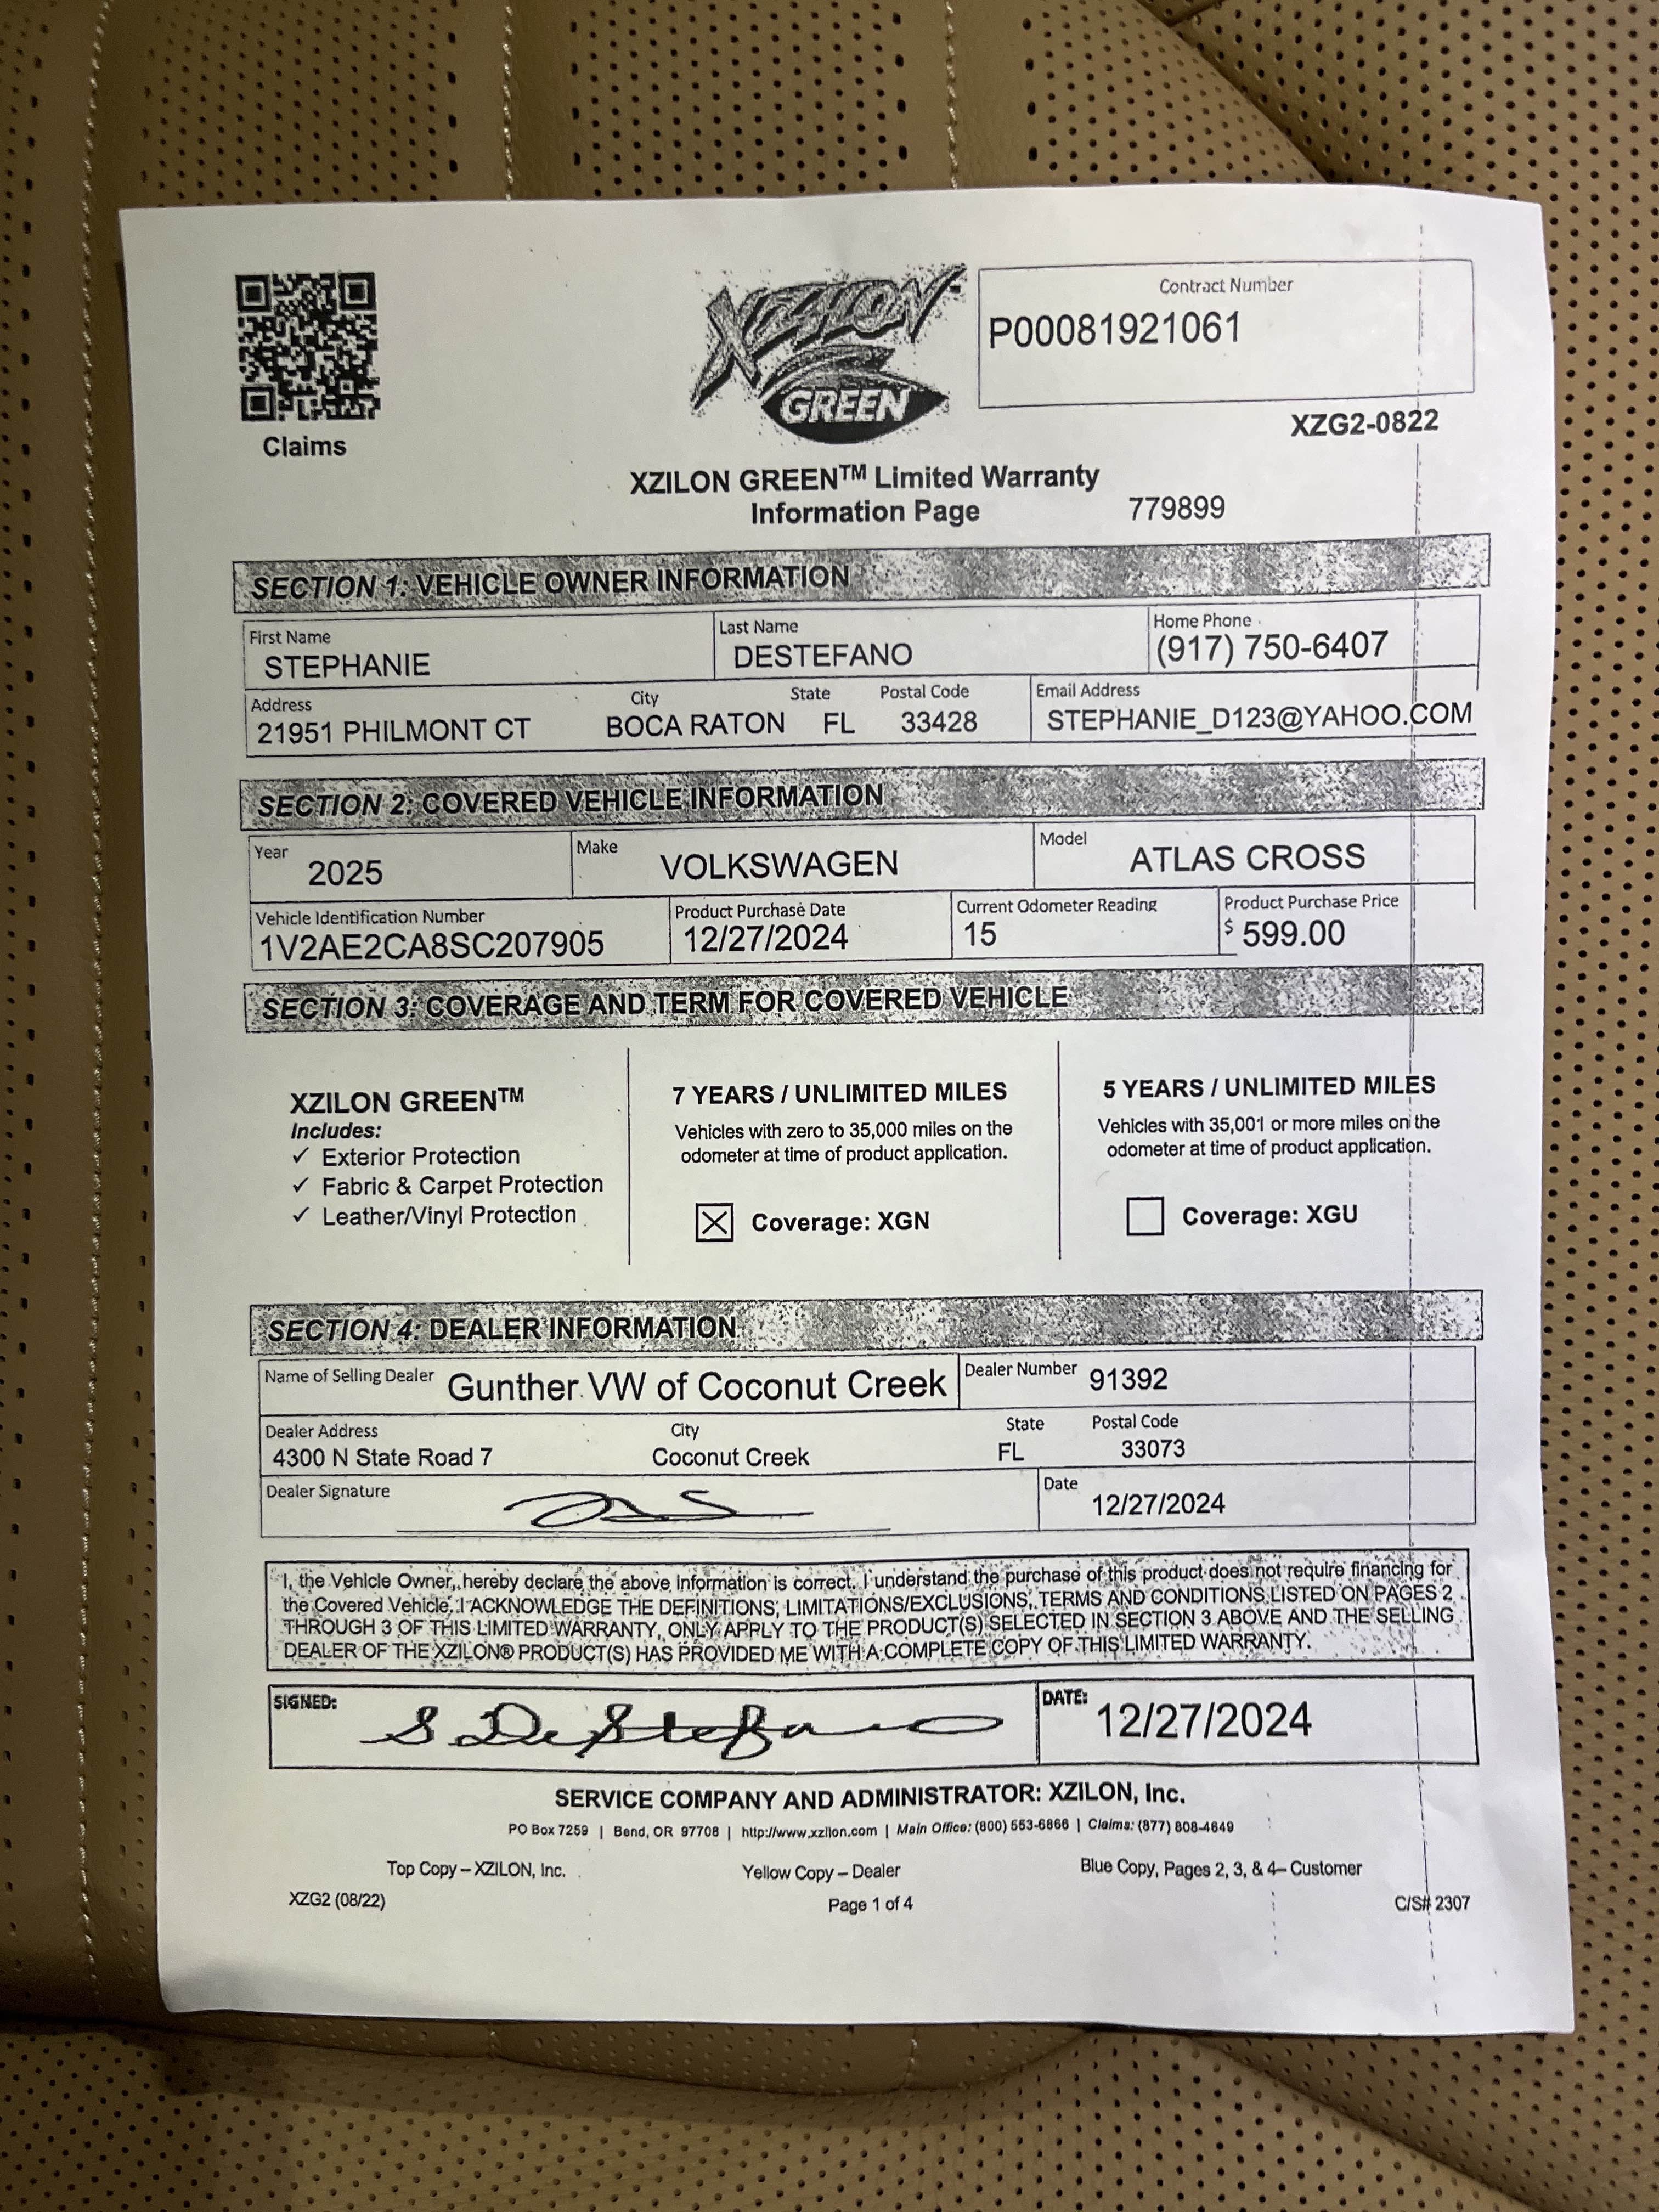 XZILON
GREEN
Contract Number
P00081921061
Claims
XZG2-0822
XZILON GREEN™ Limited Warranty
Information Page 779899
SECTION 1: VEHICLE OWNER INFORMATION
First Name Last Name Home Phone
STEPHANIE DESTEFANO (917) 750-6407
Address City State Postal Code Email Address
21951 PHILMONT CT BOCA RATON FL 33428 STEPHANIE_D123@YAHOO.COM
SECTION 2: COVERED VEHICLE INFORMATION
Year Make Model
2025 VOLKSWAGEN ATLAS CROSS
Vehicle Identification Number Product Purchase Date Current Odometer Reading Product Purchase Price
1V2AE2CA8SC207905 12/27/2024 15 $ 599.00
SECTION 3: COVERAGE AND TERM FOR COVERED VEHICLE
XZILON GREEN™
Includes:
✓ Exterior Protection
✓ Fabric & Carpet Protection
✓ Leather/Vinyl Protection
7 YEARS / UNLIMITED MILES
Vehicles with zero to 35,000 miles on the
odometer at time of product application.
☒ Coverage: XGN
5 YEARS / UNLIMITED MILES
Vehicles with 35,001 or more miles on the
odometer at time of product application.
☐ Coverage: XGU
SECTION 4: DEALER INFORMATION
Name of Selling Dealer Gunther VW of Coconut Creek Dealer Number 91392
Dealer Address City State Postal Code
4300 N State Road 7 Coconut Creek FL 33073
Dealer Signature Date
12/27/2024
I, the Vehicle Owner, hereby declare the above information is correct. I understand the purchase of this product does not require financing for
the Covered Vehicle. I ACKNOWLEDGE THE DEFINITIONS, LIMITATIONS/EXCLUSIONS, TERMS AND CONDITIONS LISTED ON PAGES 2
THROUGH 3 OF THIS LIMITED WARRANTY, ONLY APPLY TO THE PRODUCT(S) SELECTED IN SECTION 3 ABOVE AND THE SELLING
DEALER OF THE XZILON® PRODUCT(S) HAS PROVIDED ME WITH A COMPLETE COPY OF THIS LIMITED WARRANTY.
SIGNED: S DeStefano DATE: 12/27/2024
SERVICE COMPANY AND ADMINISTRATOR: XZILON, Inc.
PO Box 7259 | Bend, OR 97708 | http://www.xzilon.com | Main Office: (800) 553-6866 | Claims: (877) 808-4649
Top Copy – XZILON, Inc. Yellow Copy – Dealer Blue Copy, Pages 2, 3, & 4– Customer
XZG2 (08/22) Page 1 of 4 C/S# 2307